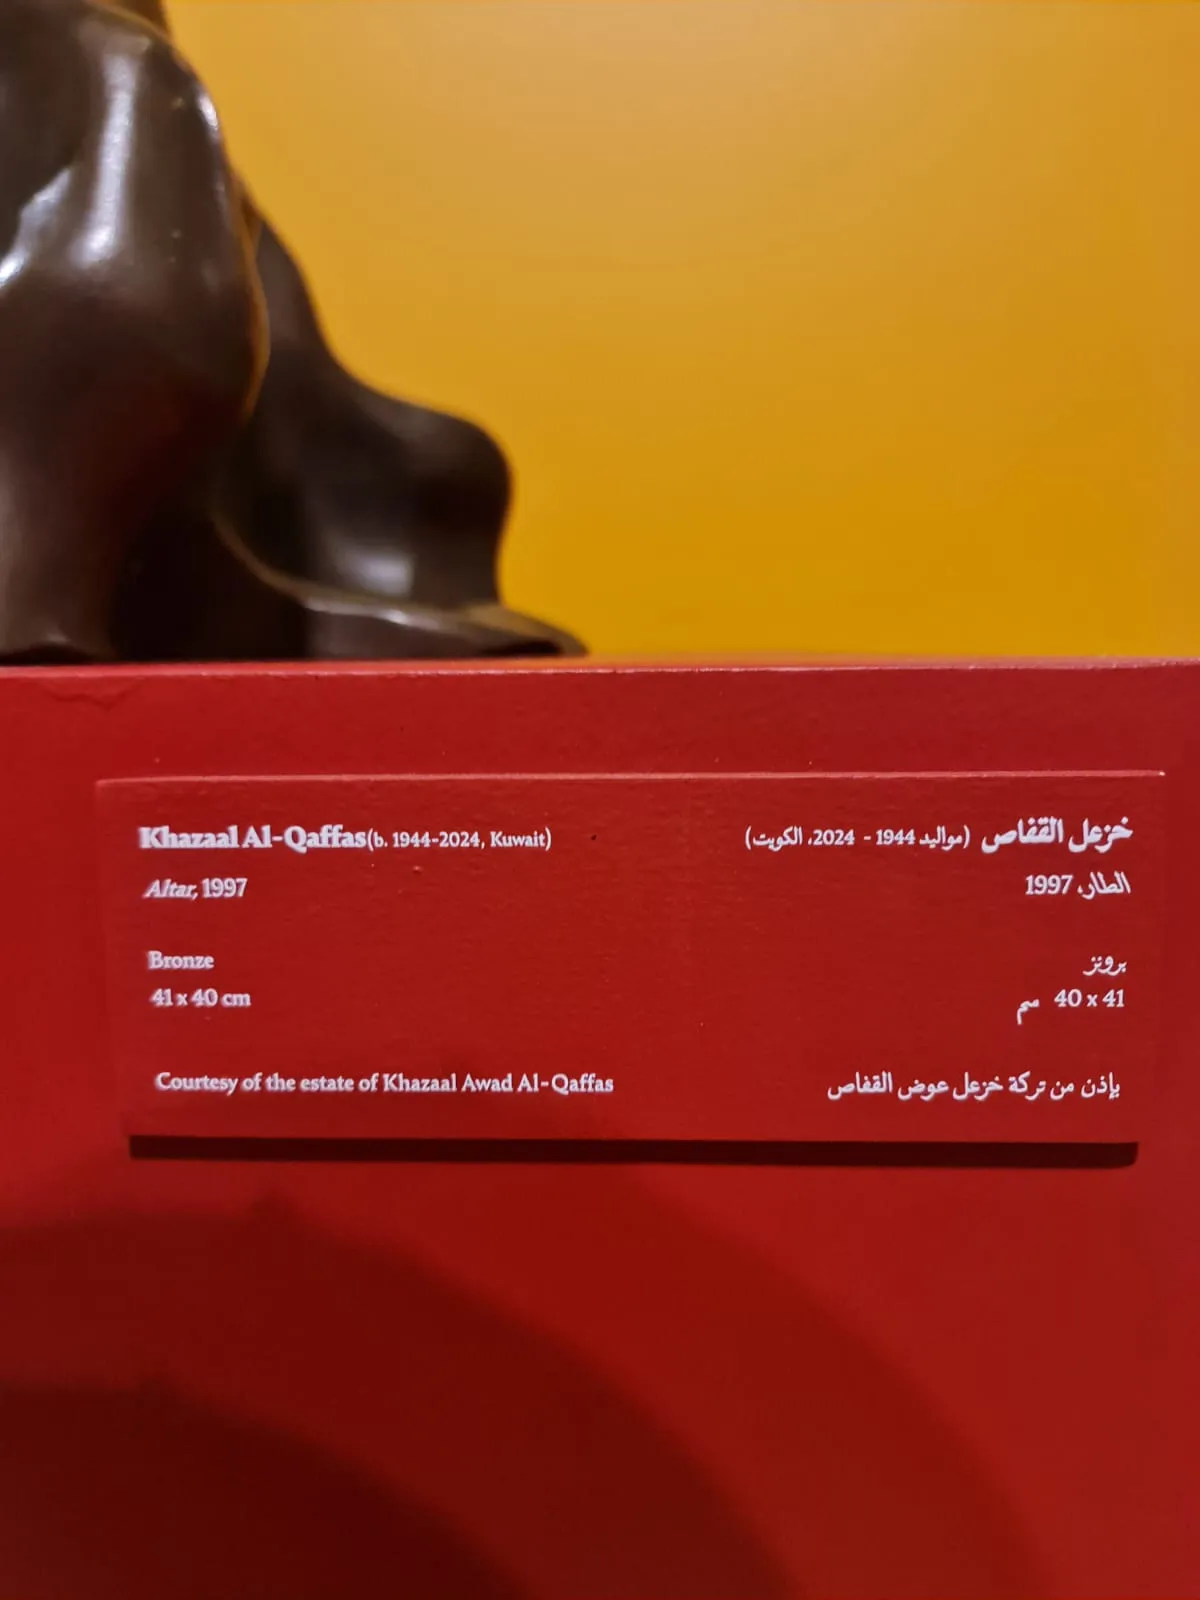 Khazaal Al-Qaffas (b. 1944-2024, Kuwait)
Altar, 1997
Bronze
41 x 40 cm
Courtesy of the estate of Khazaal Awad Al-Qaffas
خزعل القفاص (مواليد 1944 - 2024، الكويت)
الطار، 1997
برونز
41 x 40 سم
بإذن من تركة خزعل عوض القفاص